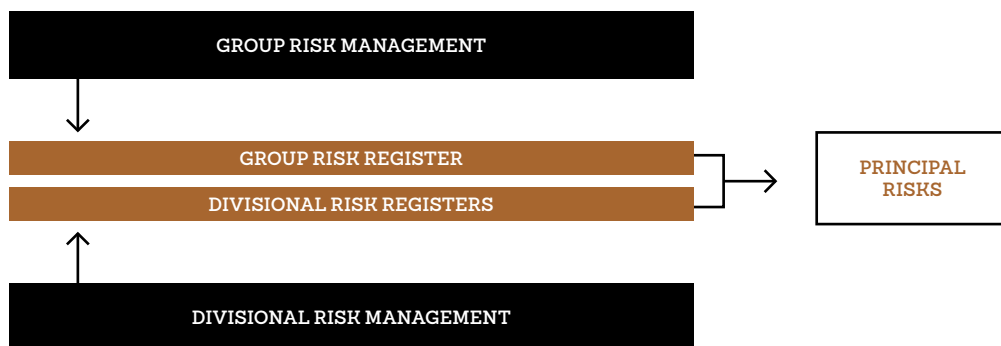 GROUP RISK MANAGEMENT
GROUP RISK REGISTER
DIVISIONAL RISK REGISTERS
PRINCIPAL
RISKS
DIVISIONAL RISK MANAGEMENT